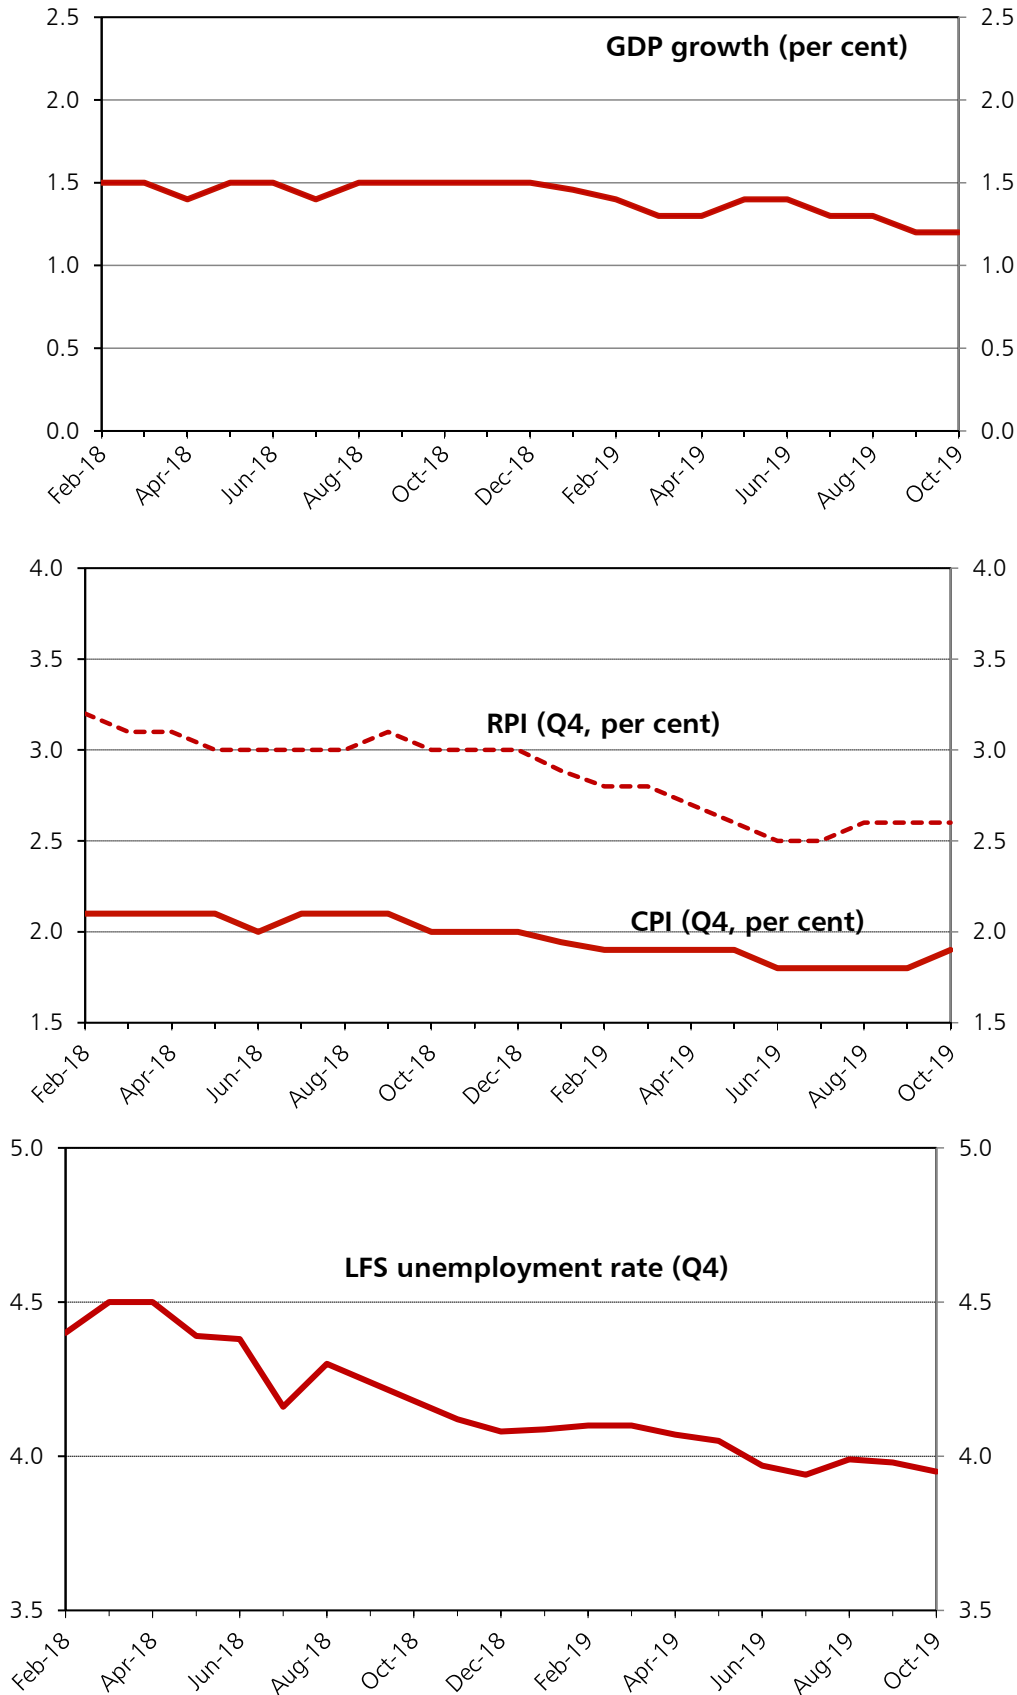 2.5 2.5
GDP growth (per cent)
2.0 2.0
1.5 1.5
1.0 1.0
0.5 0.5
0.0 0.0
Feb-18 Apr-18 Jun-18 Aug-18 Oct-18 Dec-18 Feb-19 Apr-19 Jun-19 Aug-19 Oct-19
4.0 4.0
3.5 3.5
RPI (Q4, per cent)
3.0 3.0
2.5 2.5
CPI (Q4, per cent)
2.0 2.0
1.5 1.5
Feb-18 Apr-18 Jun-18 Aug-18 Oct-18 Dec-18 Feb-19 Apr-19 Jun-19 Aug-19 Oct-19
5.0 5.0
LFS unemployment rate (Q4)
4.5 4.5
4.0 4.0
3.5 3.5
Feb-18 Apr-18 Jun-18 Aug-18 Oct-18 Dec-18 Feb-19 Apr-19 Jun-19 Aug-19 Oct-19